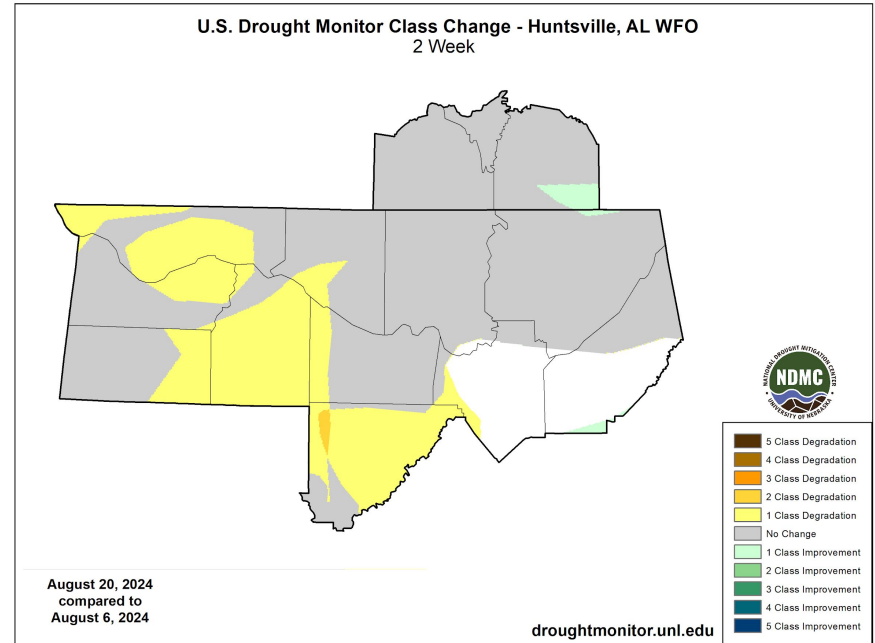 U.S. Drought Monitor Class Change - Huntsville, AL WFO
2 Week
NATIONAL DROUGHT MITIGATION CENTER
NDMC
UNIVERSITY OF NEBRASKA
5 Class Degradation
4 Class Degradation
3 Class Degradation
2 Class Degradation
1 Class Degradation
No Change
1 Class Improvement
2 Class Improvement
3 Class Improvement
4 Class Improvement
5 Class Improvement
August 20, 2024
compared to
August 6, 2024
droughtmonitor.unl.edu